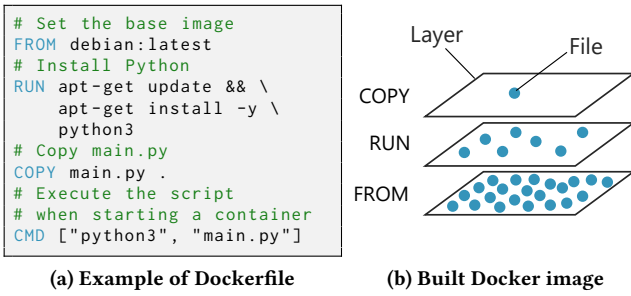 # Set the base image
FROM debian:latest
# Install Python
RUN apt-get update && \
    apt-get install -y \
    python3
# Copy main.py
COPY main.py .
# Execute the script
# when starting a container
CMD ["python3", "main.py"]
(a) Example of Dockerfile
Layer
File
COPY
RUN
FROM
(b) Built Docker image